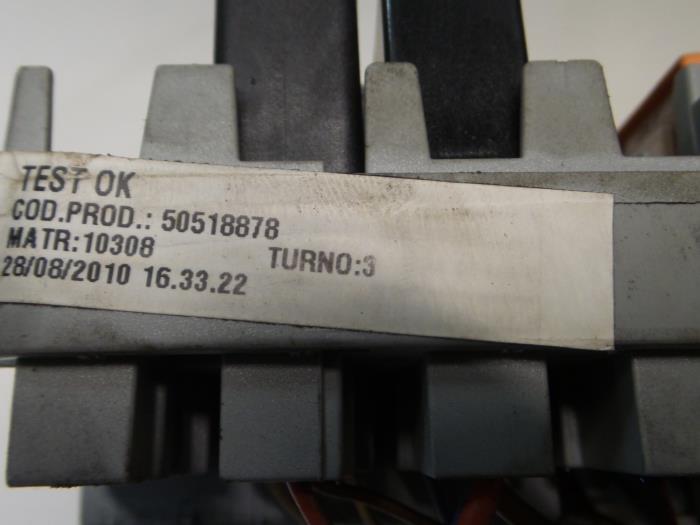 TEST OK
COD.PROD.: 50518878
MATR:10308 TURNO:3
28/08/2010 16.33.22